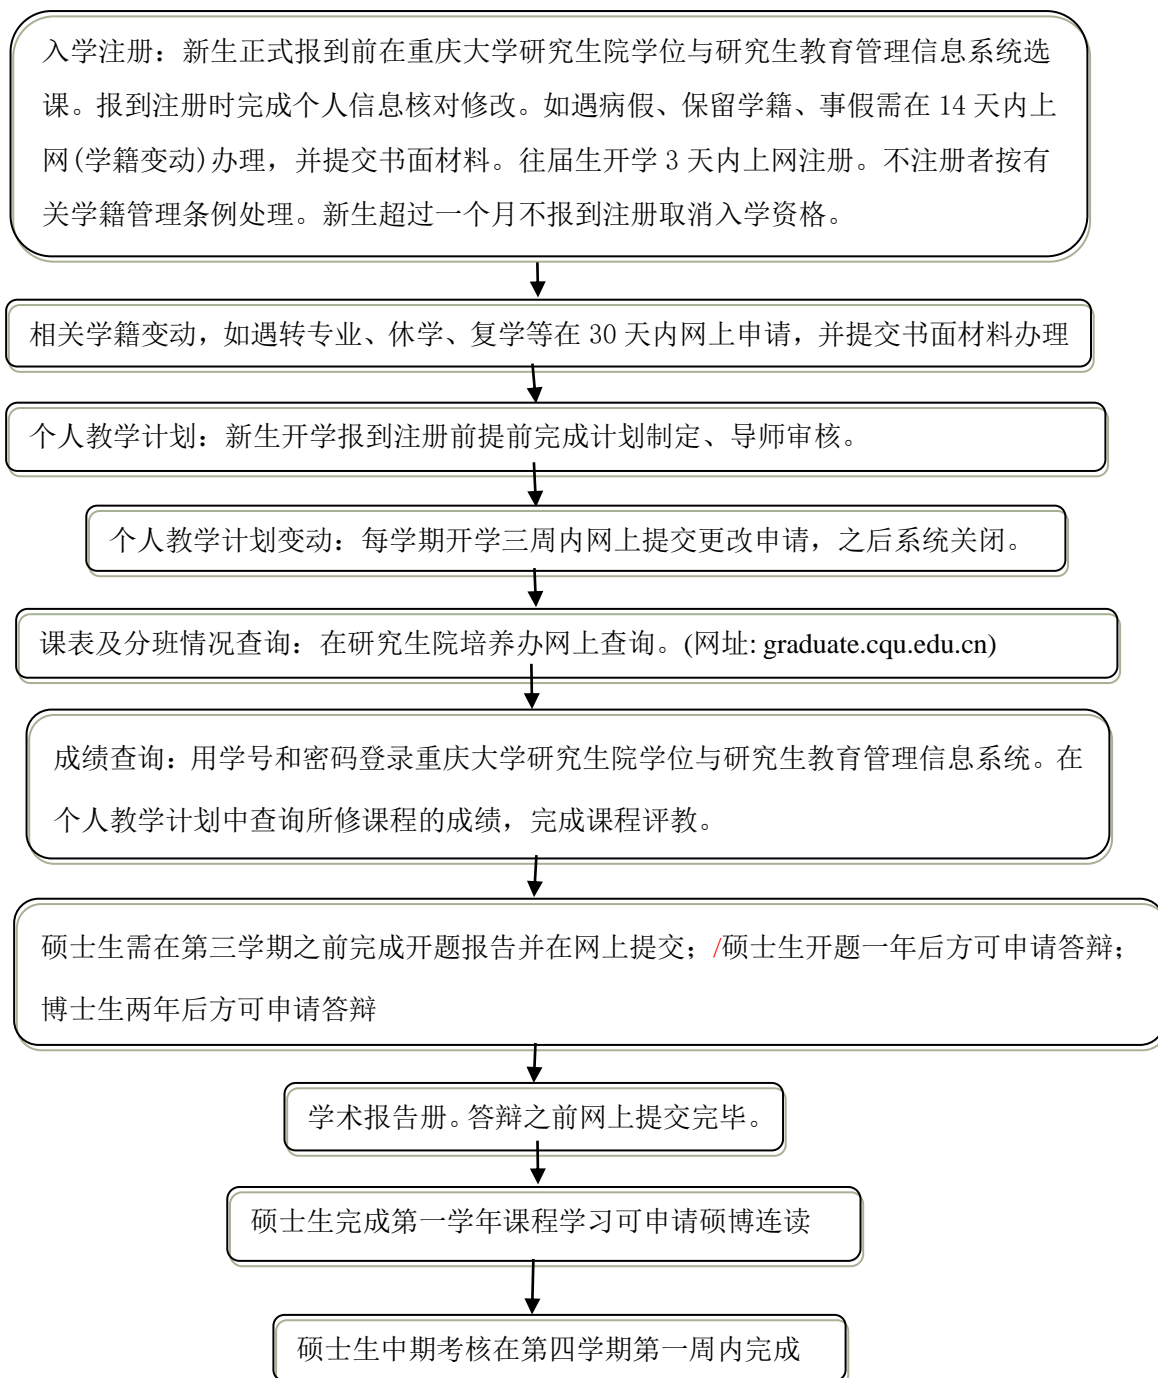 入学注册：新生正式报到前在重庆大学研究生院学位与研究生教育管理信息系统选
课。报到注册时完成个人信息核对修改。如遇病假、保留学籍、事假需在 14 天内上
网(学籍变动)办理，并提交书面材料。往届生开学 3 天内上网注册。不注册者按有
关学籍管理条例处理。新生超过一个月不报到注册取消入学资格。
相关学籍变动，如遇转专业、休学、复学等在 30 天内网上申请，并提交书面材料办理
个人教学计划：新生开学报到注册前提前完成计划制定、导师审核。
个人教学计划变动：每学期开学三周内网上提交更改申请，之后系统关闭。
课表及分班情况查询：在研究生院培养办网上查询。(网址: graduate.cqu.edu.cn)
成绩查询：用学号和密码登录重庆大学研究生院学位与研究生教育管理信息系统。在
个人教学计划中查询所修课程的成绩，完成课程评教。
硕士生需在第三学期之前完成开题报告并在网上提交；/硕士生开题一年后方可申请答辩；
博士生两年后方可申请答辩
学术报告册。答辩之前网上提交完毕。
硕士生完成第一学年课程学习可申请硕博连读
硕士生中期考核在第四学期第一周内完成